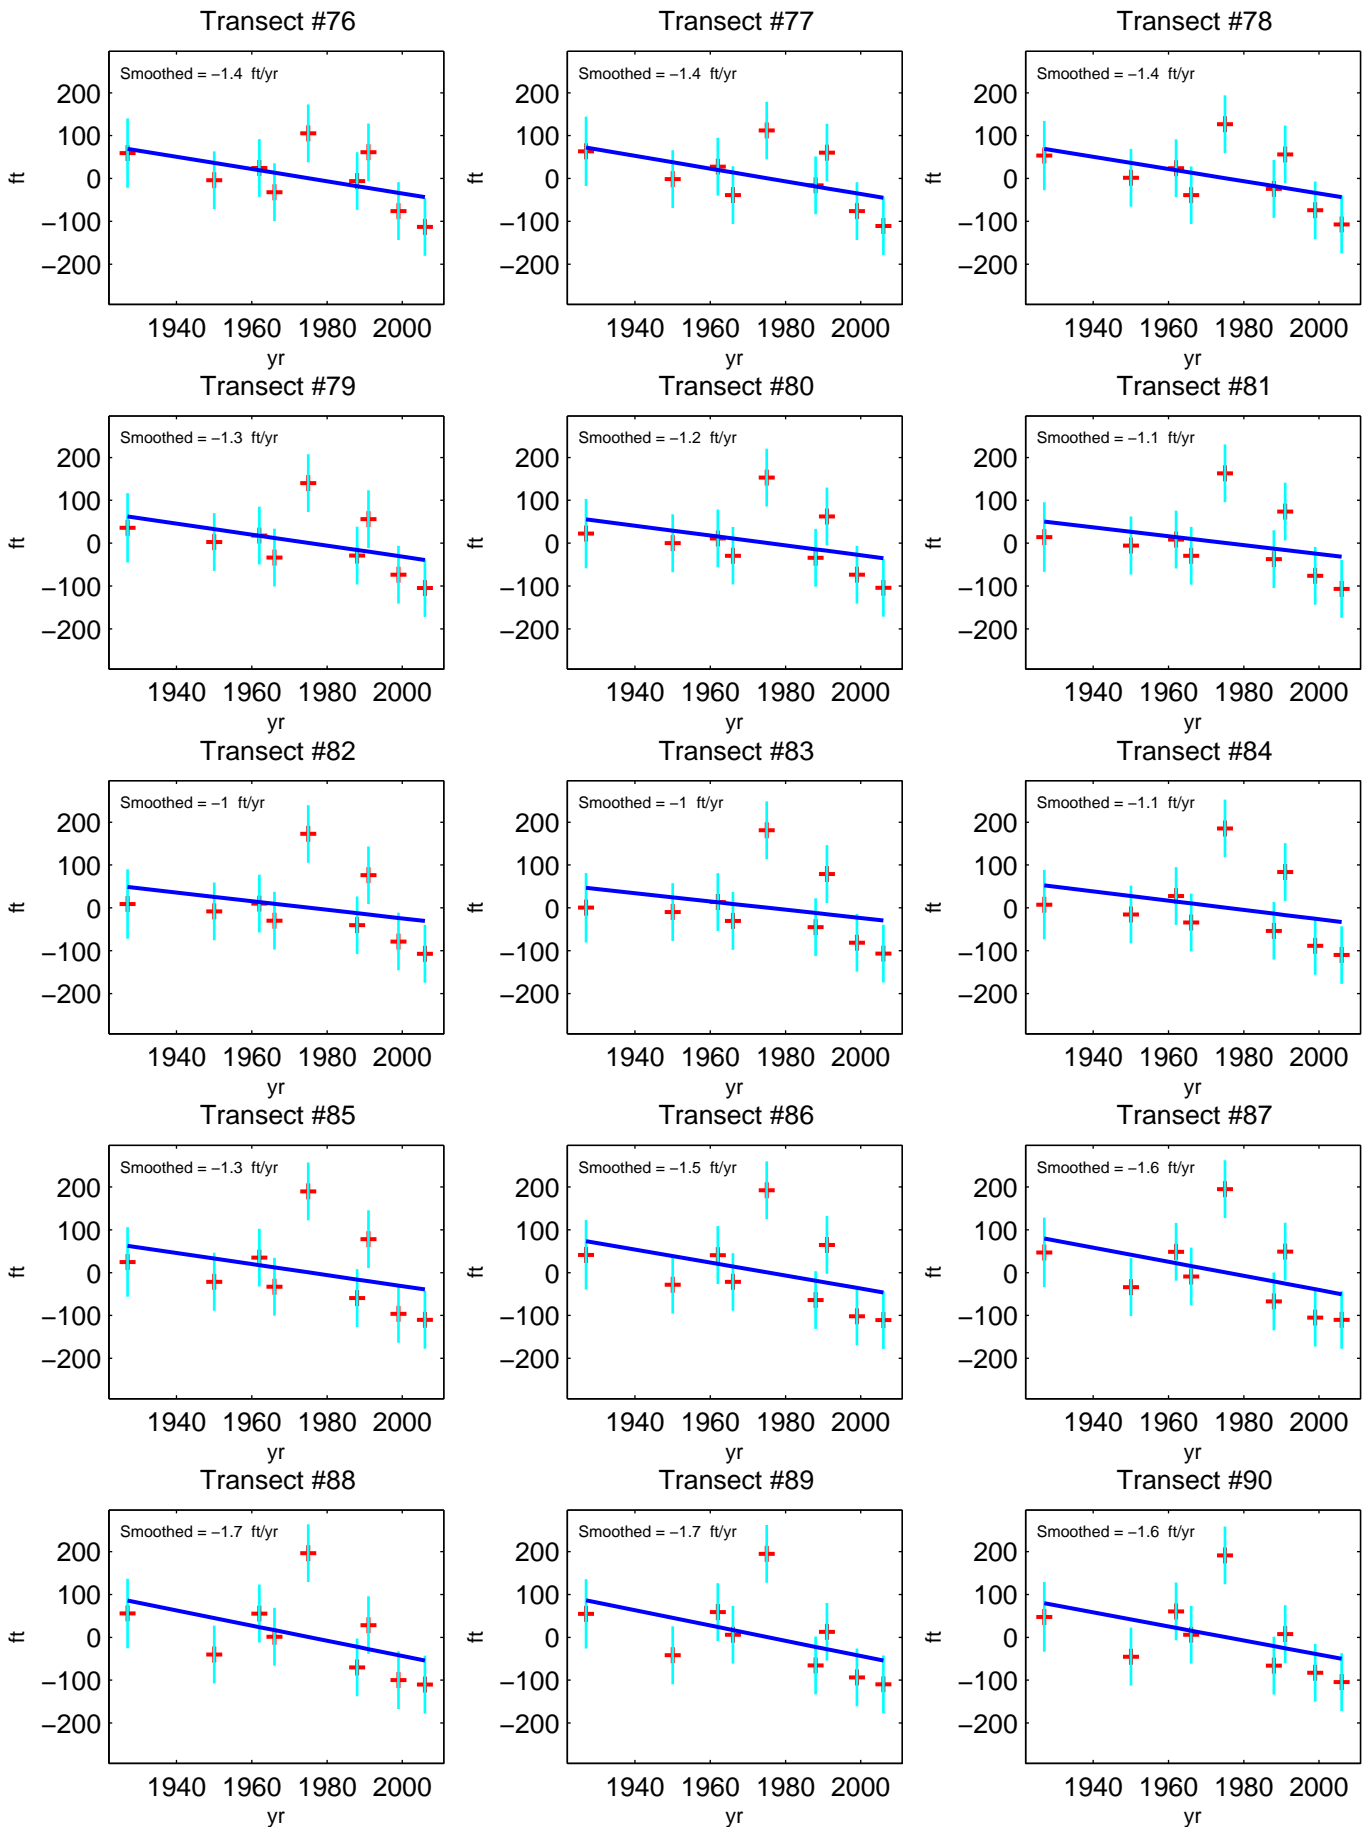 Transect #76 Transect #77 Transect #78
Smoothed = −1.4 ft/yr Smoothed = −1.4 ft/yr Smoothed = −1.4 ft/yr
200 200 200
100 100 100
ft 0 ft 0 ft 0
−100 −100 −100
−200 −200 −200
1940 1960 1980 2000 1940 1960 1980 2000 1940 1960 1980 2000
yr yr yr
Transect #79 Transect #80 Transect #81
Smoothed = −1.3 ft/yr Smoothed = −1.2 ft/yr Smoothed = −1.1 ft/yr
200 200 200
100 100 100
ft 0 ft 0 ft 0
−100 −100 −100
−200 −200 −200
1940 1960 1980 2000 1940 1960 1980 2000 1940 1960 1980 2000
yr yr yr
Transect #82 Transect #83 Transect #84
Smoothed = −1 ft/yr Smoothed = −1 ft/yr Smoothed = −1.1 ft/yr
200 200 200
100 100 100
ft 0 ft 0 ft 0
−100 −100 −100
−200 −200 −200
1940 1960 1980 2000 1940 1960 1980 2000 1940 1960 1980 2000
yr yr yr
Transect #85 Transect #86 Transect #87
Smoothed = −1.3 ft/yr Smoothed = −1.5 ft/yr Smoothed = −1.6 ft/yr
200 200 200
100 100 100
ft 0 ft 0 ft 0
−100 −100 −100
−200 −200 −200
1940 1960 1980 2000 1940 1960 1980 2000 1940 1960 1980 2000
yr yr yr
Transect #88 Transect #89 Transect #90
Smoothed = −1.7 ft/yr Smoothed = −1.7 ft/yr Smoothed = −1.6 ft/yr
200 200 200
100 100 100
ft 0 ft 0 ft 0
−100 −100 −100
−200 −200 −200
1940 1960 1980 2000 1940 1960 1980 2000 1940 1960 1980 2000
yr yr yr